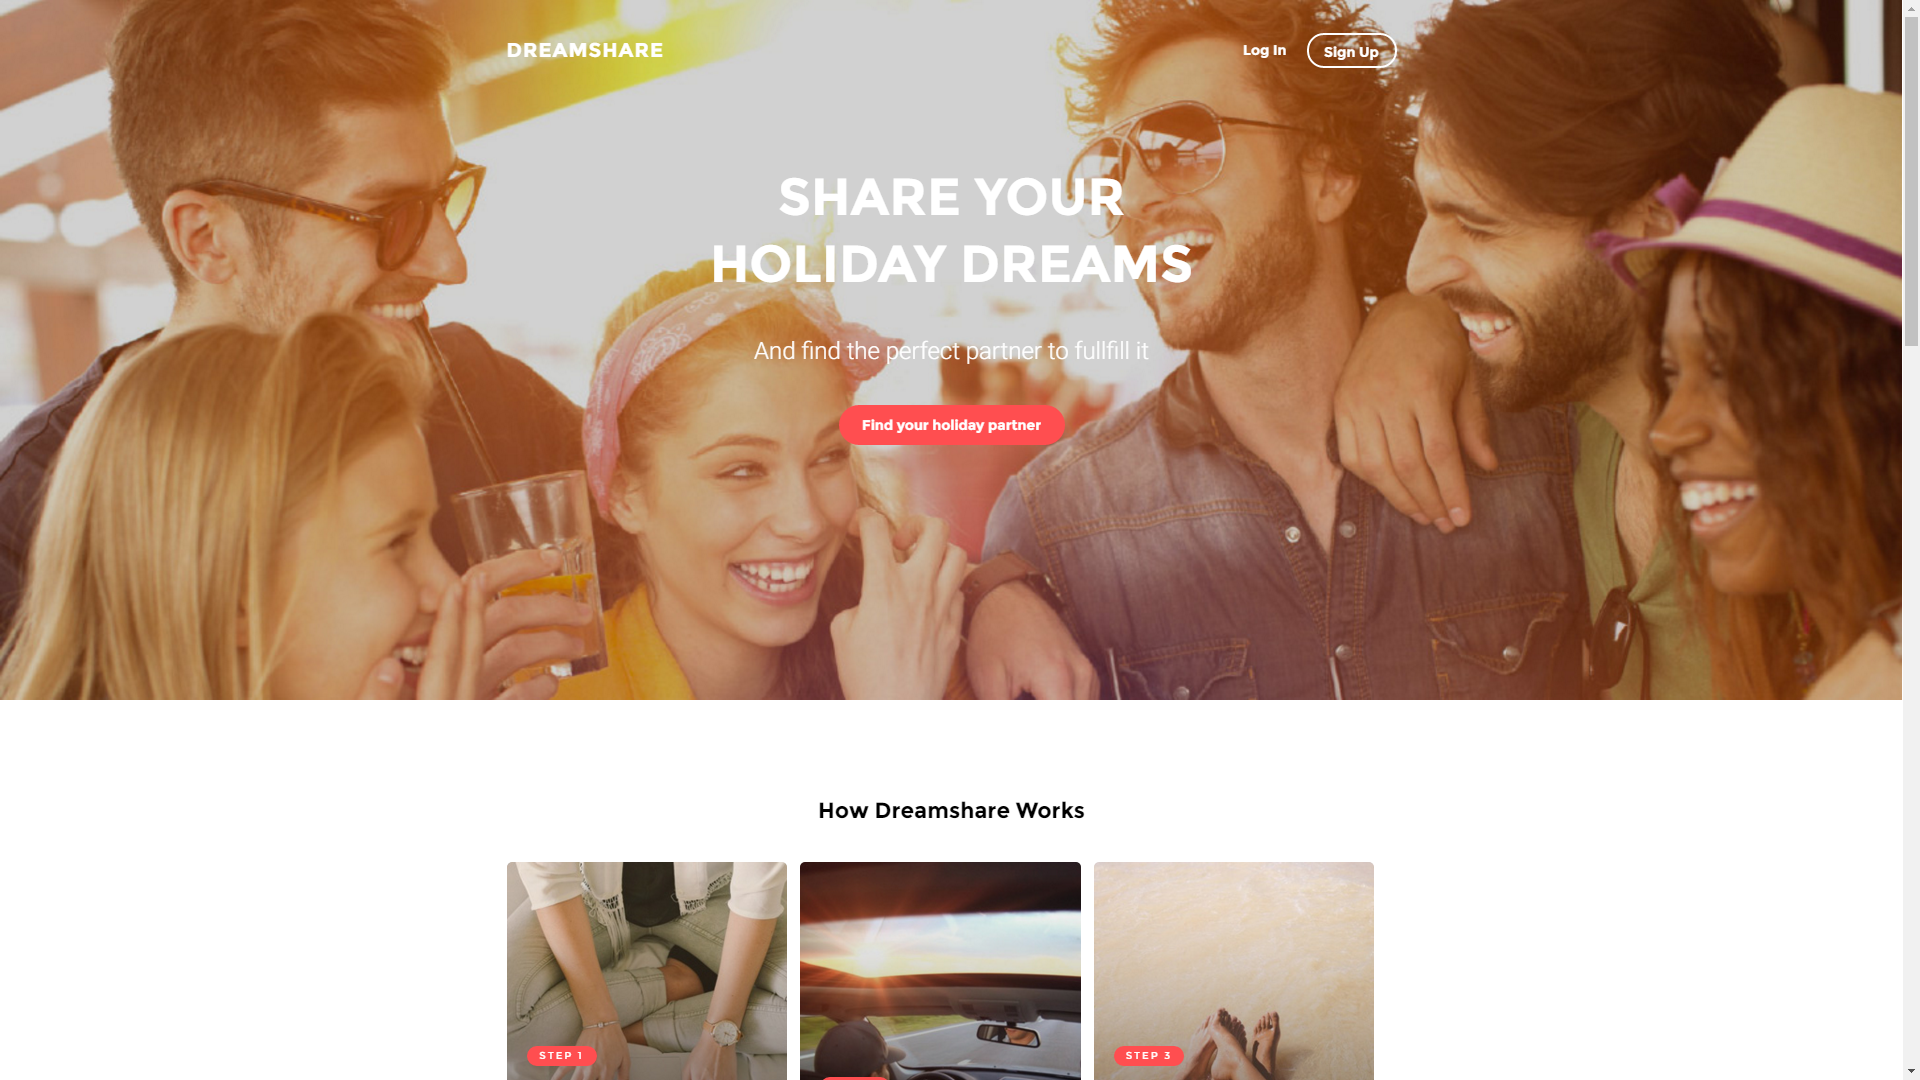 DREAMSHARE
Log In
Sign Up
SHARE YOUR
HOLIDAY DREAMS
And find the perfect partner to fullfill it
Find your holiday partner
How Dreamshare Works
STEP 1
STEP 3